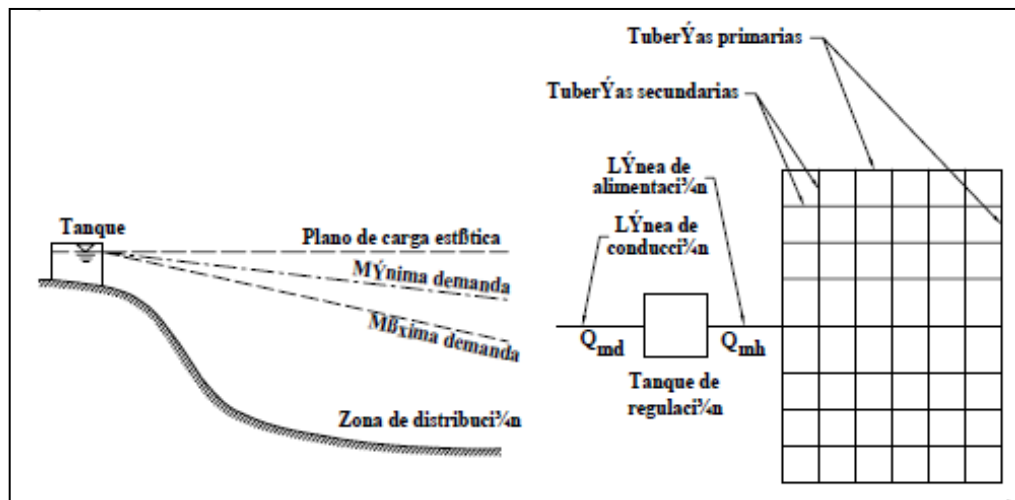 Tanque
Plano de carga estßtica
MÝnima demanda
Mßxima demanda
Zona de distribuci¾n
TuberÝas primarias
TuberÝas secundarias
LÝnea de
alimentaci¾n
LÝnea de
conducci¾n
Qmd
Qmh
Tanque de
regulaci¾n